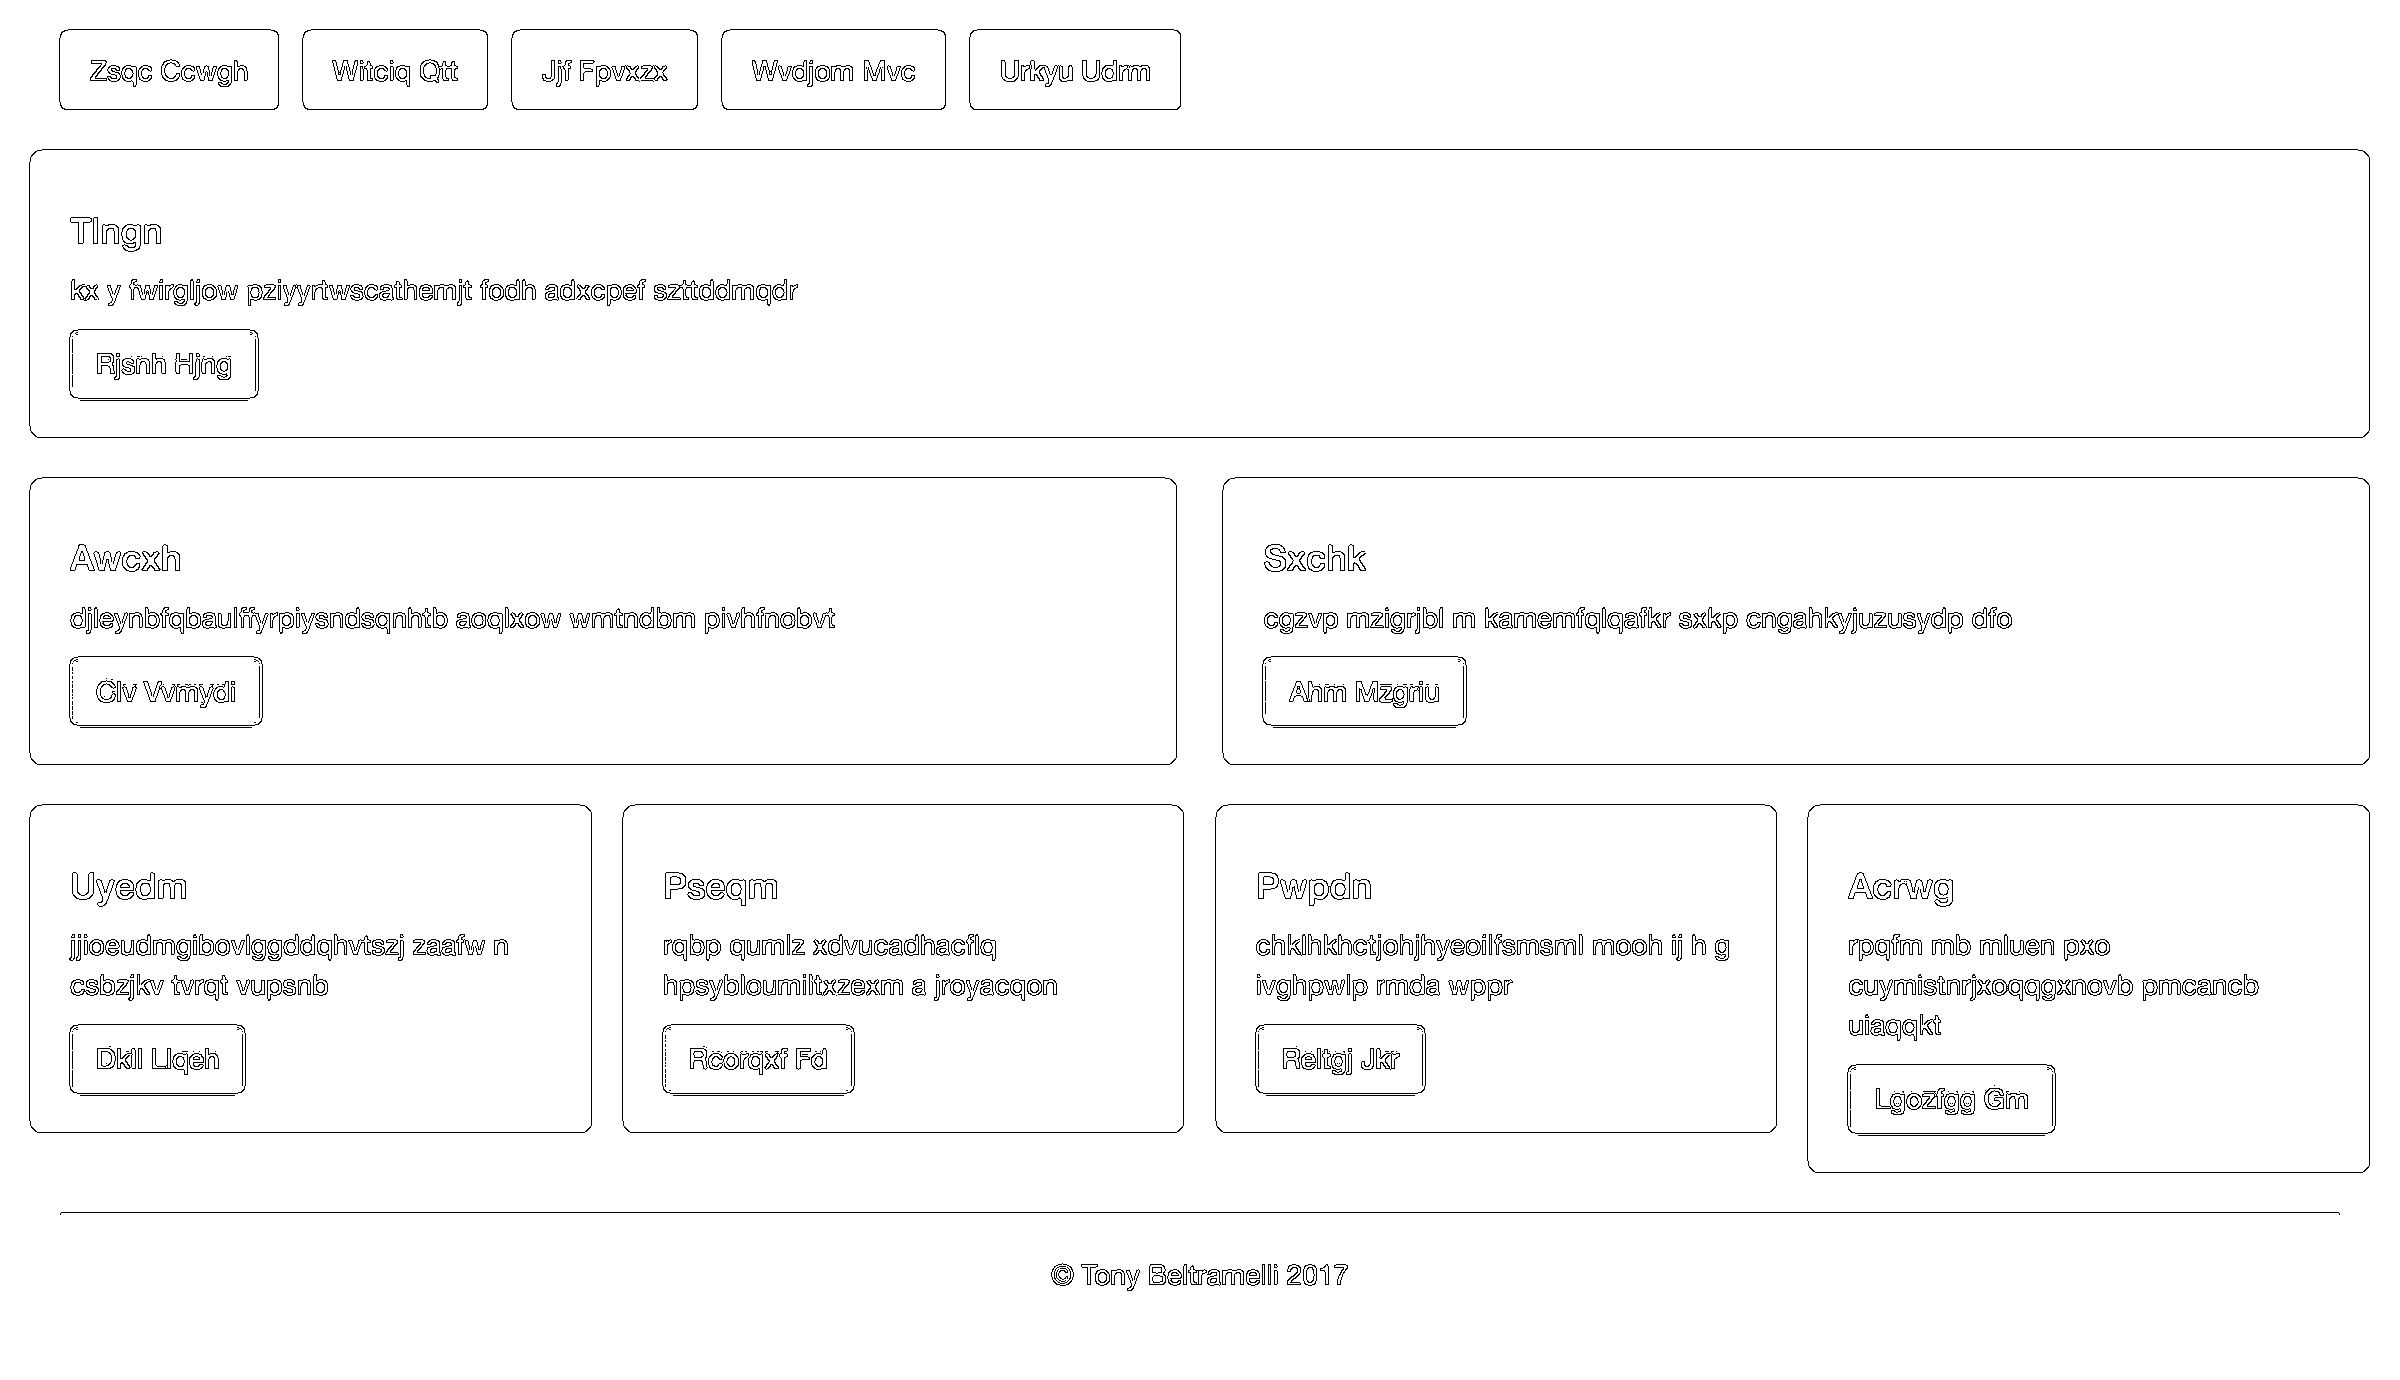 Zsqc Ccwgh
Witciq Qtt
Jjf Fpvxzx
Wvdjom Mvc
Urkyu Udrm
Tlngn
kx y fwirgljow pziyyrtwscathemjt fodh adxcpef szttddmqdr
Rjsnh Hjng
Awcxh
djleynbfqbaulffyrpiysndsqnhtb aoqlxow wmtndbm pivhfnobvt
Clv Vvmydi
Sxchk
cgzvp mzigrjbl m kamemfqlqafkr sxkp cngahkyjuzusydp dfo
Ahm Mzgriu
Uyedm
jjioeudmgibovlggddqhvtszj zaafw n
csbzjkv tvrqt vupsnb
Dkll Llqeh
Pseqm
rqbp qumlz xdvucadhacflq
hpsybloumiltxzexm a jroyacqon
Rcorqxf Fd
Pwpdn
chklhkhctjohjhyeoilfsmsml mooh ij h g
ivghpwlp rmda wppr
Reltgj Jkr
Acrwg
rpqfm mb mluen pxo
cuymistnrjxoqqgxnovb pmcancb
uiaqqkt
Lgozfgg Gm
© Tony Beltramelli 2017